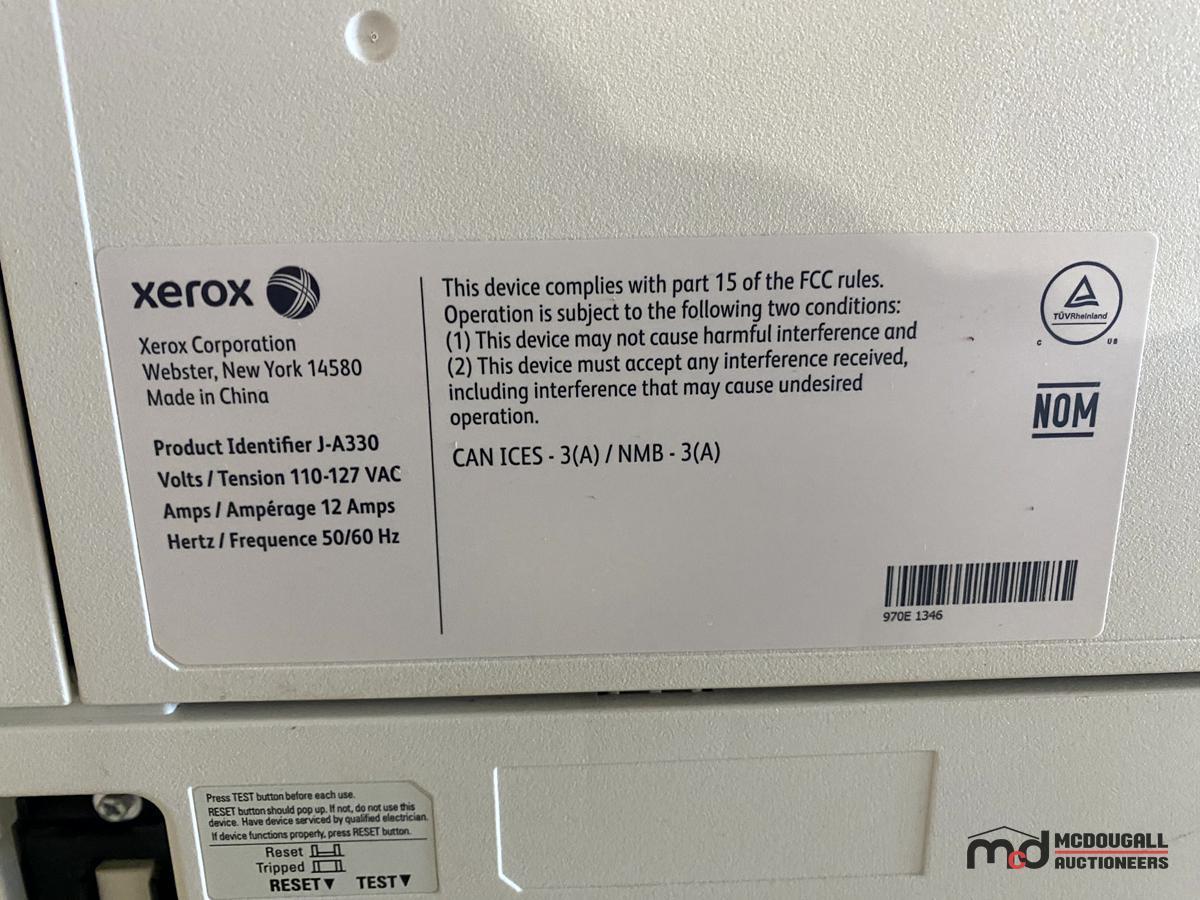 xerox
Xerox Corporation
Webster, New York 14580
Made in China
Product Identifier J-A330
Volts / Tension 110-127 VAC
Amps / Ampérage 12 Amps
Hertz / Frequence 50/60 Hz
This device complies with part 15 of the FCC rules.
Operation is subject to the following two conditions:
(1) This device may not cause harmful interference and
(2) This device must accept any interference received,
including interference that may cause undesired
operation.
CAN ICES - 3(A) / NMB - 3(A)
TÜVRheinland
C US
NOM
970E 1346
Press TEST button before each use.
RESET button should pop up. If not, do not use this
device. Have device serviced by qualified electrician.
If device functions properly, press RESET button.
Reset
Tripped
RESET▼ TEST▼
mcd MCDOUGALL
AUCTIONEERS